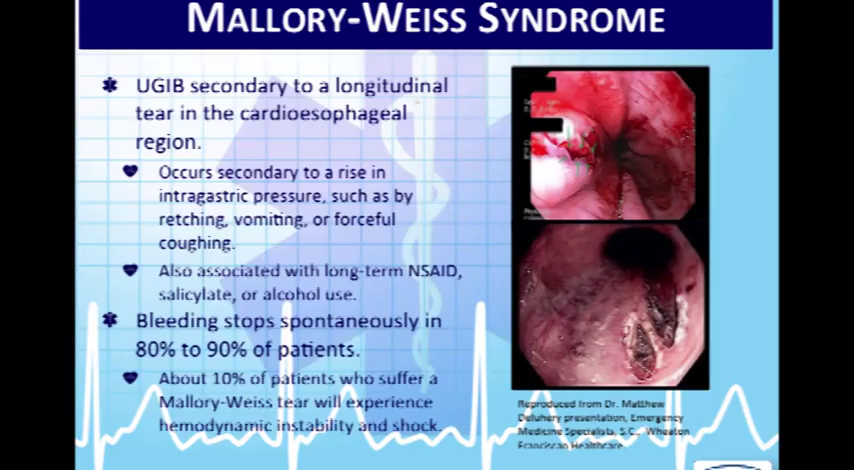 MALLORY-WEISS SYNDROME
UGIB secondary to a longitudinal
tear in the cardioesophageal
region.
Occurs secondary to a rise in
intragastric pressure, such as by
retching, vomiting, or forceful
coughing.
Also associated with long-term NSAID,
salicylate, or alcohol use.
Bleeding stops spontaneously in
80% to 90% of patients.
About 10% of patients who suffer a
Mallory-Weiss tear will experience
hemodynamic instability and shock.
Reproduced from Dr. Matthew
Deluhery presentation, Emergency
Medicine Specialists, S.C., Wheaton
Franciscan Healthcare